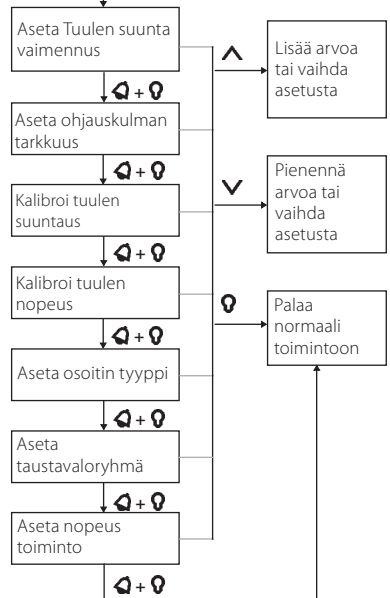 Aseta Tuulen suunta
vaimennus
+
Aseta ohjauskulman
tarkkuus
+
Kalibroi tuulen
suuntaus
+
Kalibroi tuulen
nopeus
+
Aseta osoitin tyyppi
+
Aseta
taustavaloryhmä
+
Aseta nopeus
toiminto
+
Lisää arvoa
tai vaihda
asetusta
Pienennä
arvoa tai
vaihda
asetusta
Palaa
normaali
toimintoon